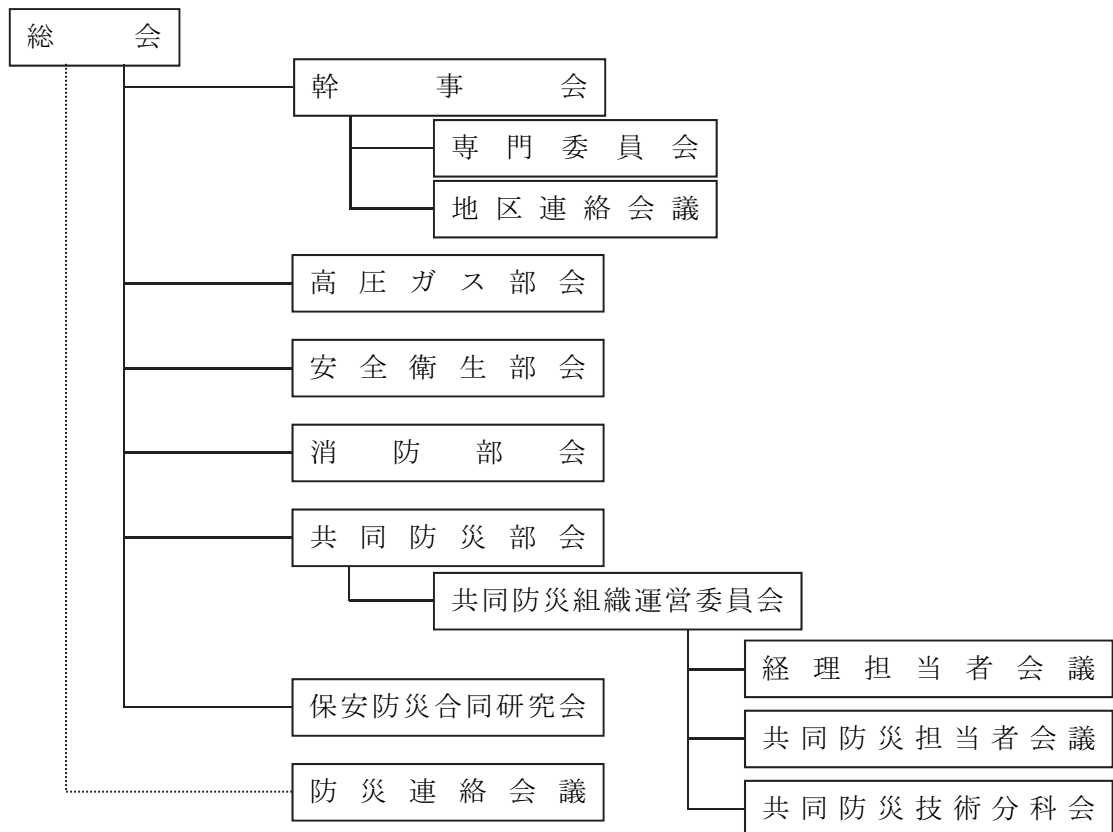 総会
幹事会
専門委員会
地区連絡会議
高圧ガス部会
安全衛生部会
消防部会
共同防災部会
共同防災組織運営委員会
経理担当者会議
共同防災担当者会議
共同防災技術分科会
保安防災合同研究会
防災連絡会議